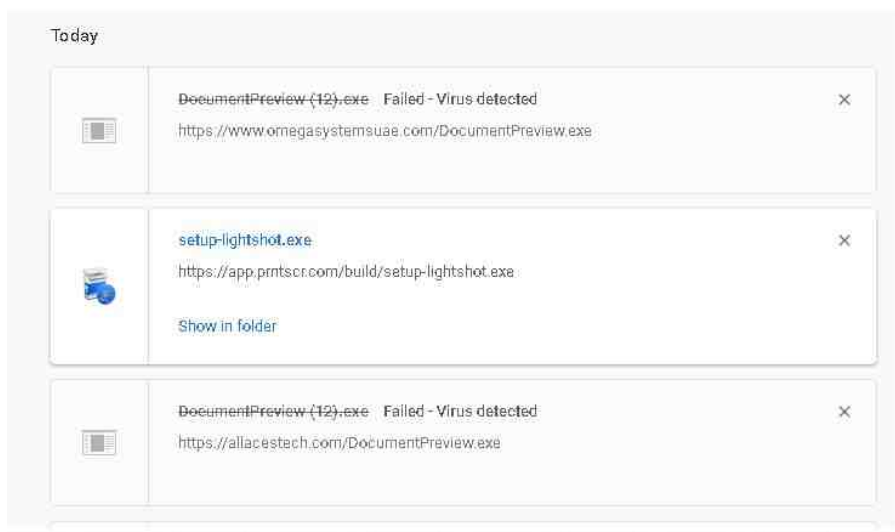 Today
DocumentPreview (12).exe Failed - Virus detected
https://www.omegasystemsuae.com/DocumentPreview.exe
setup-lightshot.exe
https://app.prntscr.com/build/setup-lightshot.exe
Show in folder
DocumentPreview (12).exe Failed - Virus detected
https://allacestech.com/DocumentPreview.exe